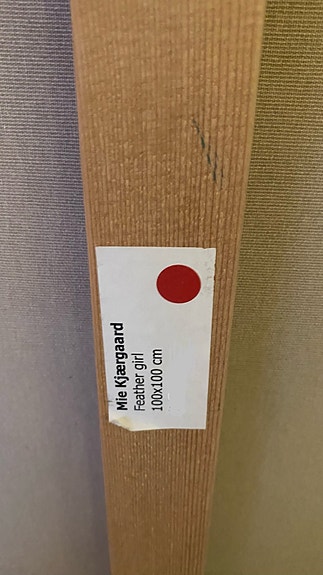 Mie Kjærgaard
Feather girl
100x100 cm